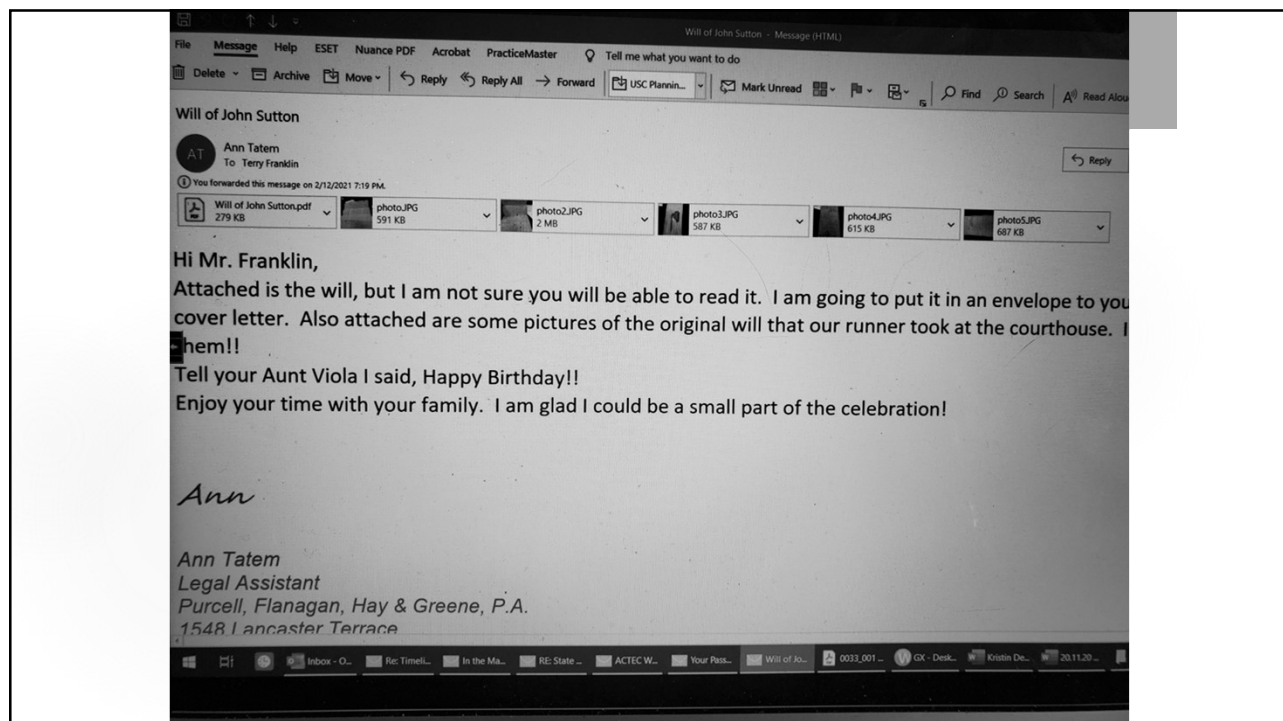 Will of John Sutton - Message (HTML)
File Message Help ESET Nuance PDF Acrobat PracticeMaster Tell me what you want to do
Delete Archive Move Reply Reply All Forward USC Plannin... Mark Unread Find Search Read Alou
Will of John Sutton
AT
Ann Tatem
To Terry Franklin
Reply
You forwarded this message on 2/12/2021 7:19 PM.
Will of John Sutton.pdf photo.JPG photo2.JPG photo3.JPG photo4.JPG photo5.JPG
279 KB 591 KB 2 MB 587 KB 615 KB 687 KB
Hi Mr. Franklin,
Attached is the will, but I am not sure you will be able to read it. I am going to put it in an envelope to you
cover letter. Also attached are some pictures of the original will that our runner took at the courthouse. I
hem!!
Tell your Aunt Viola I said, Happy Birthday!!
Enjoy your time with your family. I am glad I could be a small part of the celebration!
Ann
Ann Tatem
Legal Assistant
Purcell, Flanagan, Hay & Greene, P.A.
1548 Lancaster Terrace
Inbox - O... Re: Timeli... In the Ma... RE: State ... ACTEC W... Your Pass... Will of Jo... 0033_001 ... GX - Desk... Kristin De... 20.11.20 ...